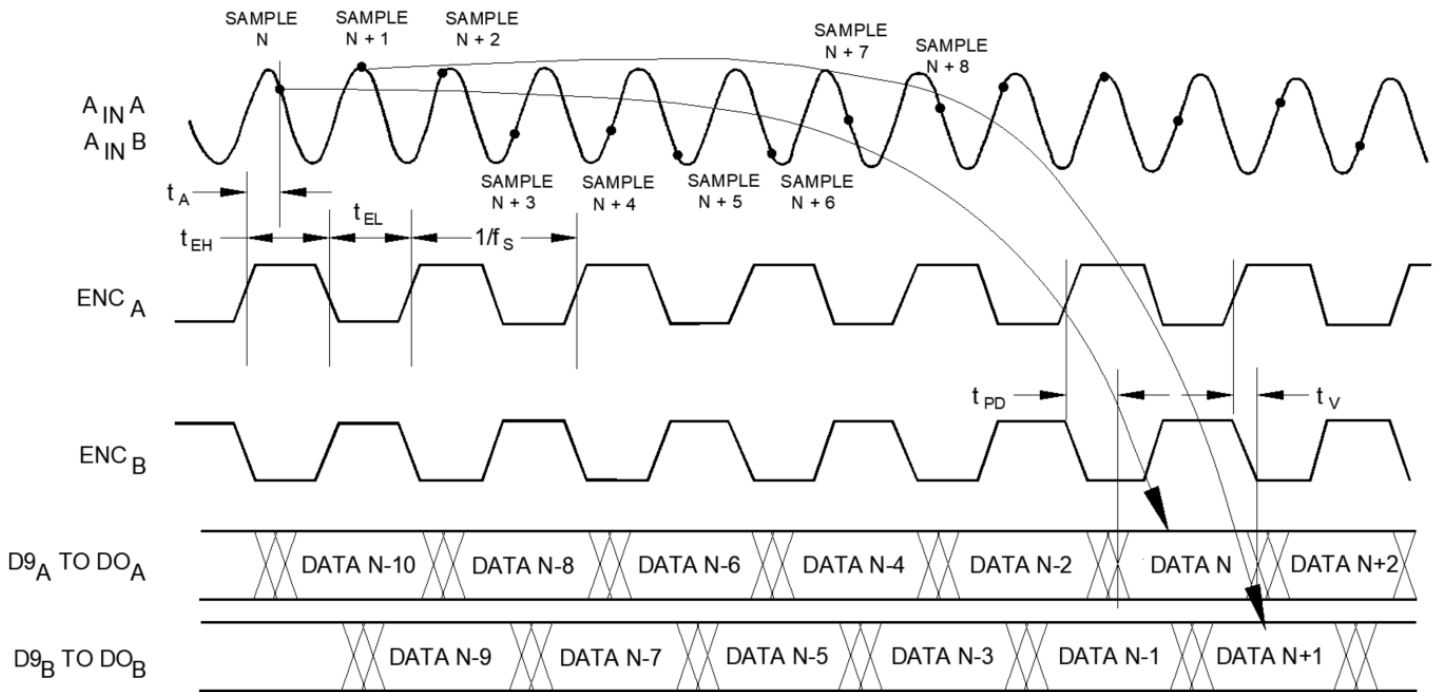 SAMPLE
N
SAMPLE
N + 1
SAMPLE
N + 2
SAMPLE
N + 7
SAMPLE
N + 8
A IN A
A IN B
SAMPLE
N + 3
SAMPLE
N + 4
SAMPLE
N + 5
SAMPLE
N + 6
t A
t EH
t EL
1/f S
ENC A
t PD
t V
ENC B
D9A TO DOA
DATA N-10
DATA N-8
DATA N-6
DATA N-4
DATA N-2
DATA N
DATA N+2
D9B TO DOB
DATA N-9
DATA N-7
DATA N-5
DATA N-3
DATA N-1
DATA N+1